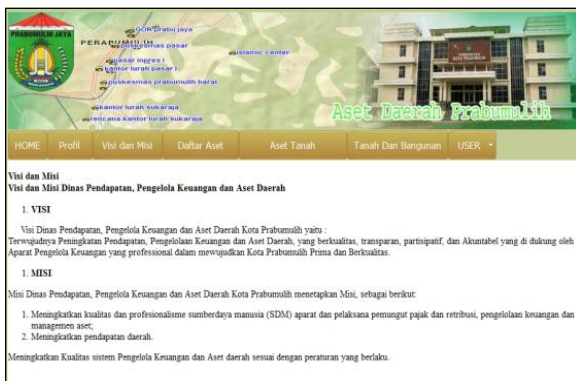 PRABUMULIH JAYA
GOR prabu jaya
PERABUMULIH
puskesmas pasar
islamic center
pasar inpres i
kantor lurah pasar i
puskesmas prabumulih barat
kantor lurah sukaraja
rencana kantor lurah sukaraja
Aset Daerah Prabumulih
HOME Profil Visi dan Misi Daftar Aset Aset Tanah Tanah Dan Bangunan USER
Visi dan Misi
Visi dan Misi Dinas Pendapatan, Pengelola Keuangan dan Aset Daerah
1. VISI
Visi Dinas Pendapatan, Pengelola Keuangan dan Aset Daerah Kota Prabumulih yaitu :
Terwujudnya Peningkatan Pendapatan, Pengelolaan Keuangan dan Aset Daerah, yang berkualitas, transparan, partisipatif, dan Akuntabel yang di dukung oleh
Aparat Pengelola Keuangan yang professional dalam mewujudkan Kota Prabumulih Prima dan Berkualitas.
1. MISI
Misi Dinas Pendapatan, Pengelola Keuangan dan Aset Daerah Kota Prabumulih menetapkan Misi, sebagai berikut:
1. Meningkatkan kualitas dan profesionalisme sumberdaya manusia (SDM) aparat dan pelaksana pemungut pajak dan retribusi, pengelolaan keuangan dan
managemen aset;
2. Meningkatkan pendapatan daerah.
Meningkatkan Kualitas sistem Pengelola Keuangan dan Aset daerah sesuai dengan peraturan yang berlaku.